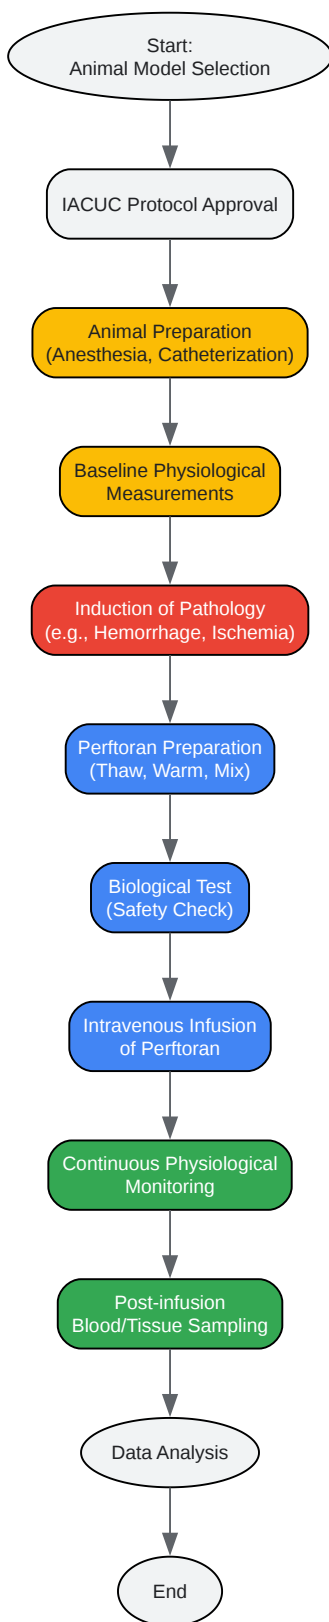 Start:
Animal Model Selection
IACUC Protocol Approval
Animal Preparation
(Anesthesia, Catheterization)
Baseline Physiological
Measurements
Induction of Pathology
(e.g., Hemorrhage, Ischemia)
Perftoran Preparation
(Thaw, Warm, Mix)
Biological Test
(Safety Check)
Intravenous Infusion
of Perftoran
Continuous Physiological
Monitoring
Post-infusion
Blood/Tissue Sampling
Data Analysis
End